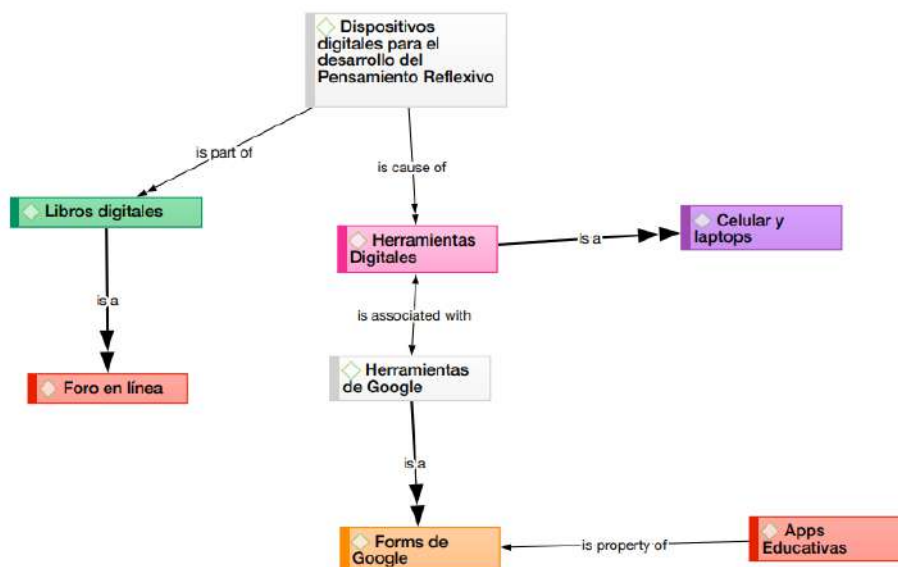 Dispositivos
digitales para el
desarrollo del
Pensamiento Reflexivo
is part of
is cause of
Libros digitales
Herramientas
Digitales
is a
Celular y
laptops
is a
is associated with
Foro en línea
Herramientas
de Google
is a
Forms de
Google
is property of
Apps
Educativas